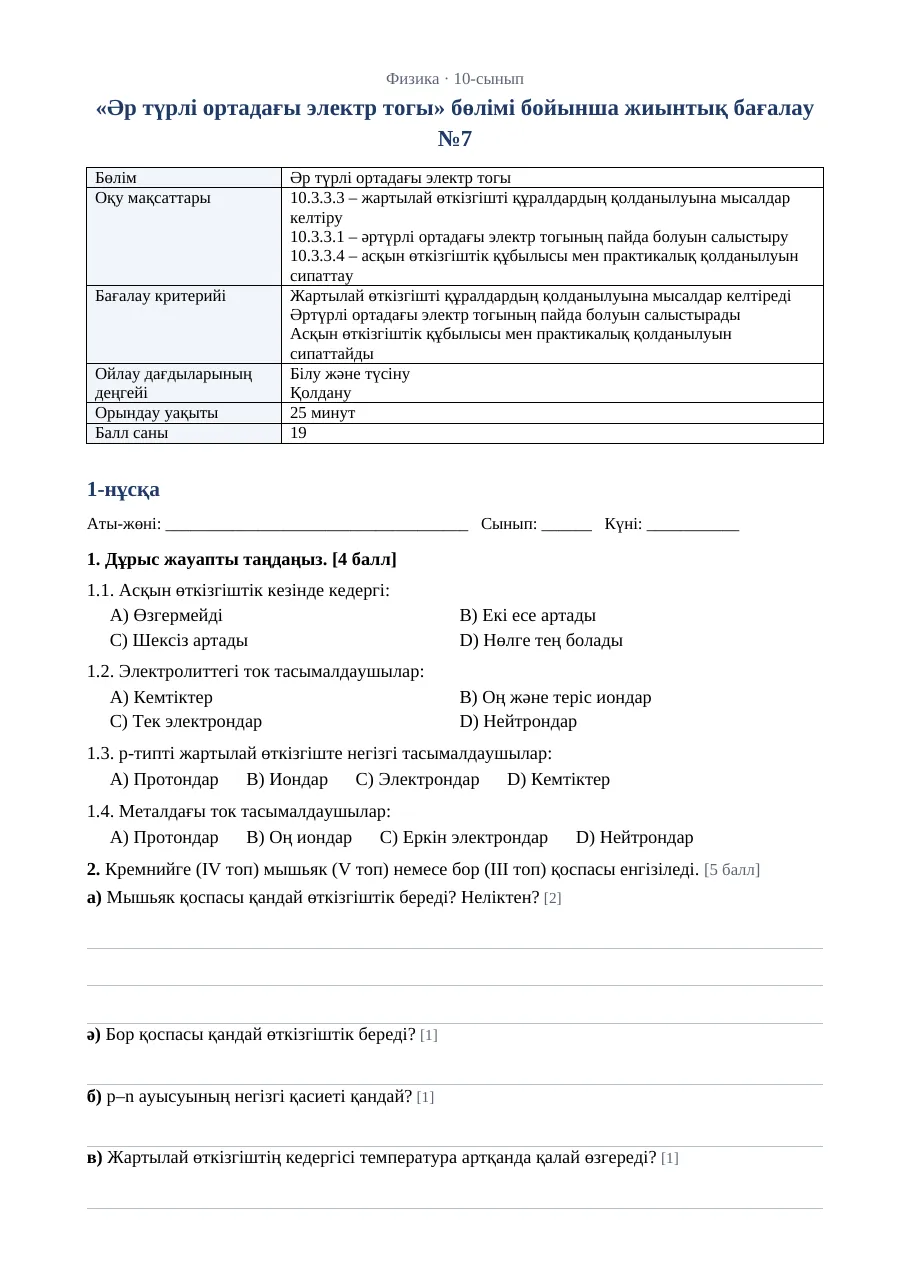 Физика · 10-сынып
«Әр түрлі ортадағы электр тогы» бөлімі бойынша жиынтық бағалау
№7
Бөлім
Әр түрлі ортадағы электр тогы
Оқу мақсаттары
10.3.3.3 – жартылай өткізгішті құралдардың қолданылуына мысалдар
келтіру
10.3.3.1 – әртүрлі ортадағы электр тогының пайда болуын салыстыру
10.3.3.4 – асқын өткізгіштік құбылысы мен практикалық қолданылуын
сипаттау
Бағалау критерийі
Жартылай өткізгішті құралдардың қолданылуына мысалдар келтіреді
Әртүрлі ортадағы электр тогының пайда болуын салыстырады
Асқын өткізгіштік құбылысы мен практикалық қолданылуын
сипаттайды
Ойлау дағдыларының
деңгейі
Білу және түсіну
Қолдану
Орындау уақыты
25 минут
Балл саны
19
1-нұсқа
Аты-жөні: ____________________________________ Сынып: ______ Күні: ___________
1. Дұрыс жауапты таңдаңыз. [4 балл]
1.1. Асқын өткізгіштік кезінде кедергі:
A) Өзгермейді B) Екі есе артады
C) Шексіз артады D) Нөлге тең болады
1.2. Электролиттегі ток тасымалдаушылар:
A) Кемтіктер B) Оң және теріс иондар
C) Тек электрондар D) Нейтрондар
1.3. p-типті жартылай өткізгіште негізгі тасымалдаушылар:
A) Протондар B) Иондар C) Электрондар D) Кемтіктер
1.4. Металдағы ток тасымалдаушылар:
A) Протондар B) Оң иондар C) Еркін электрондар D) Нейтрондар
2. Кремнийге (IV топ) мышьяк (V топ) немесе бор (III топ) қоспасы енгізіледі. [5 балл]
а) Мышьяк қоспасы қандай өткізгіштік береді? Неліктен? [2]
ә) Бор қоспасы қандай өткізгіштік береді? [1]
б) p–n ауысуының негізгі қасиеті қандай? [1]
в) Жартылай өткізгіштің кедергісі температура артқанда қалай өзгереді? [1]